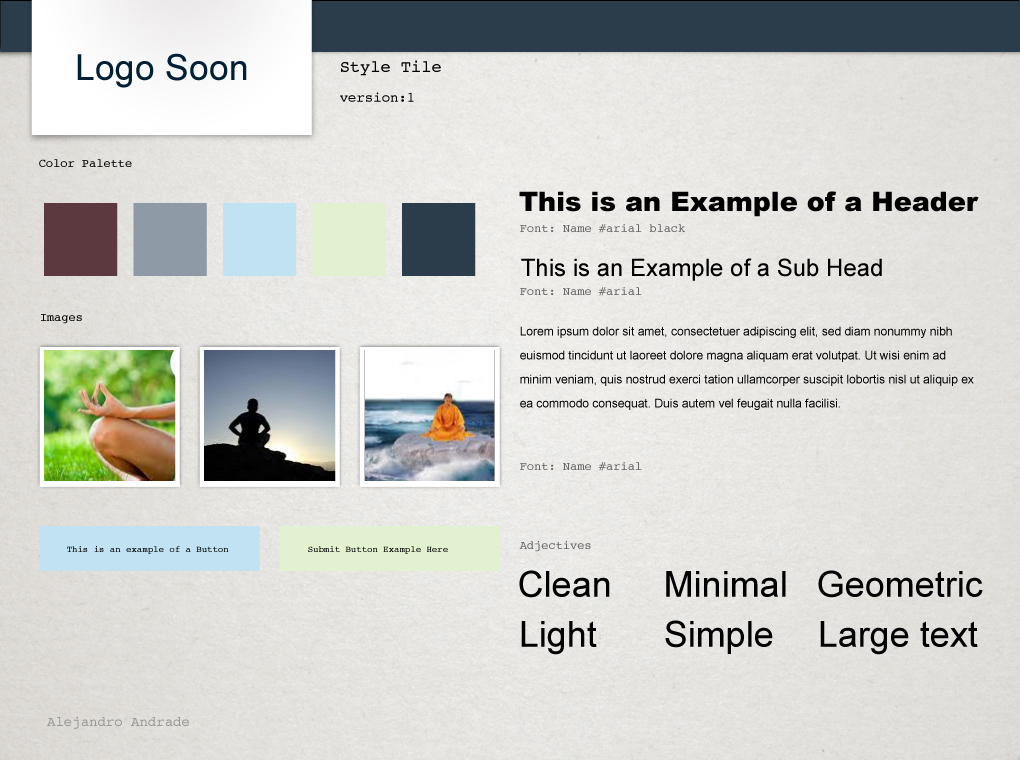 Logo Soon
Style Tile
version:1
Color Palette
Images
This is an example of a Button
Submit Button Example Here
This is an Example of a Header
Font: Name #arial black
This is an Example of a Sub Head
Font: Name #arial
Lorem ipsum dolor sit amet, consectetuer adipiscing elit, sed diam nonummy nibh
euismod tincidunt ut laoreet dolore magna aliquam erat volutpat. Ut wisi enim ad
minim veniam, quis nostrud exerci tation ullamcorper suscipit lobortis nisl ut aliquip ex
ea commodo consequat. Duis autem vel feugait nulla facilisi.
Font: Name #arial
Adjectives
Clean Minimal Geometric
Light Simple Large text
Alejandro Andrade